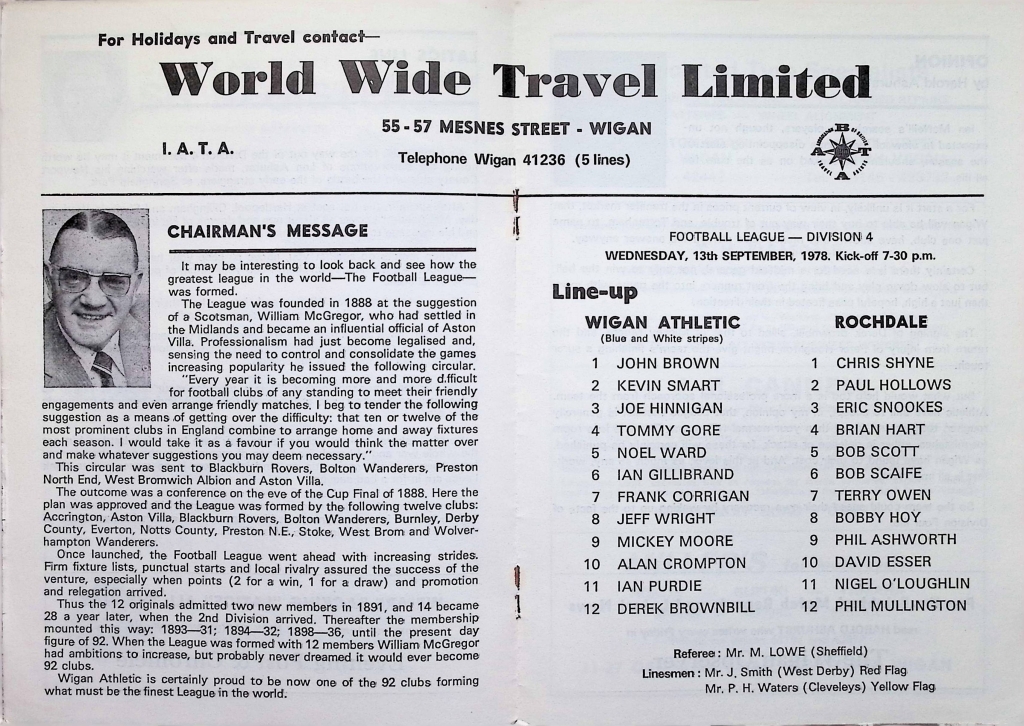 For Holidays and Travel contact—
World Wide Travel Limited
55-57 MESNES STREET - WIGAN
I. A. T. A.
Telephone Wigan 41236 (5 lines)
A B T A
CHAIRMAN'S MESSAGE
It may be interesting to look back and see how the
greatest league in the world—The Football League—
was formed.
The League was founded in 1888 at the suggestion
of a Scotsman, William McGregor, who had settled in
the Midlands and became an influential official of Aston
Villa. Professionalism had just become legalised and,
sensing the need to control and consolidate the games
increasing popularity he issued the following circular.
"Every year it is becoming more and more d.fficult
for football clubs of any standing to meet their friendly
engagements and even arrange friendly matches. I beg to tender the following
suggestion as a means of getting over the difficulty: that ten or twelve of the
most prominent clubs in England combine to arrange home and away fixtures
each season. I would take it as a favour if you would think the matter over
and make whatever suggestions you may deem necessary."
This circular was sent to Blackburn Rovers, Bolton Wanderers, Preston
North End, West Bromwich Albion and Aston Villa.
The outcome was a conference on the eve of the Cup Final of 1888. Here the
plan was approved and the League was formed by the following twelve clubs:
Accrington, Aston Villa, Blackburn Rovers, Bolton Wanderers, Burnley, Derby
County, Everton, Notts County, Preston N.E., Stoke, West Brom and Wolver-
hampton Wanderers.
Once launched, the Football League went ahead with increasing strides.
Firm fixture lists, punctual starts and local rivalry assured the success of the
venture, especially when points (2 for a win, 1 for a draw) and promotion
and relegation arrived.
Thus the 12 originals admitted two new members in 1891, and 14 became
28 a year later, when the 2nd Division arrived. Thereafter the membership
mounted this way: 1893—31; 1894—32; 1898—36, until the present day
figure of 92. When the League was formed with 12 members William McGregor
had ambitions to increase, but probably never dreamed it would ever become
92 clubs.
Wigan Athletic is certainly proud to be now one of the 92 clubs forming
what must be the finest League in the world.
FOOTBALL LEAGUE — DIVISION 4
WEDNESDAY, 13th SEPTEMBER, 1978. Kick-off 7-30 p.m.
Line-up
WIGAN ATHLETIC ROCHDALE
(Blue and White stripes)
1 JOHN BROWN 1 CHRIS SHYNE
2 KEVIN SMART 2 PAUL HOLLOWS
3 JOE HINNIGAN 3 ERIC SNOOKES
4 TOMMY GORE 4 BRIAN HART
5 NOEL WARD 5 BOB SCOTT
6 IAN GILLIBRAND 6 BOB SCAIFE
7 FRANK CORRIGAN 7 TERRY OWEN
8 JEFF WRIGHT 8 BOBBY HOY
9 MICKEY MOORE 9 PHIL ASHWORTH
10 ALAN CROMPTON 10 DAVID ESSER
11 IAN PURDIE 11 NIGEL O'LOUGHLIN
12 DEREK BROWNBILL 12 PHIL MULLINGTON
Referee: Mr. M. LOWE (Sheffield)
Linesmen: Mr. J. Smith (West Derby) Red Flag
Mr. P. H. Waters (Cleveleys) Yellow Flag